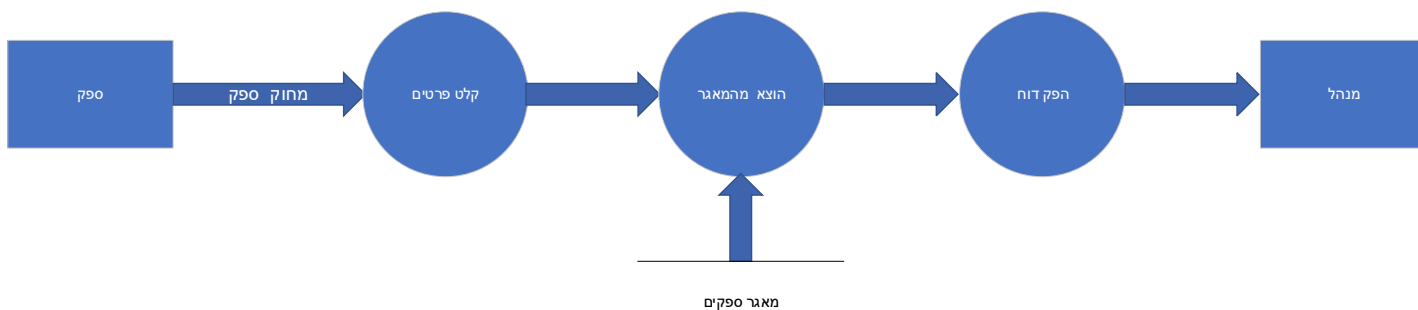 ספק
מחוק ספק
קלט פרטים
הוצא מהמאגר
הפק דוח
מנהל
מאגר ספקים